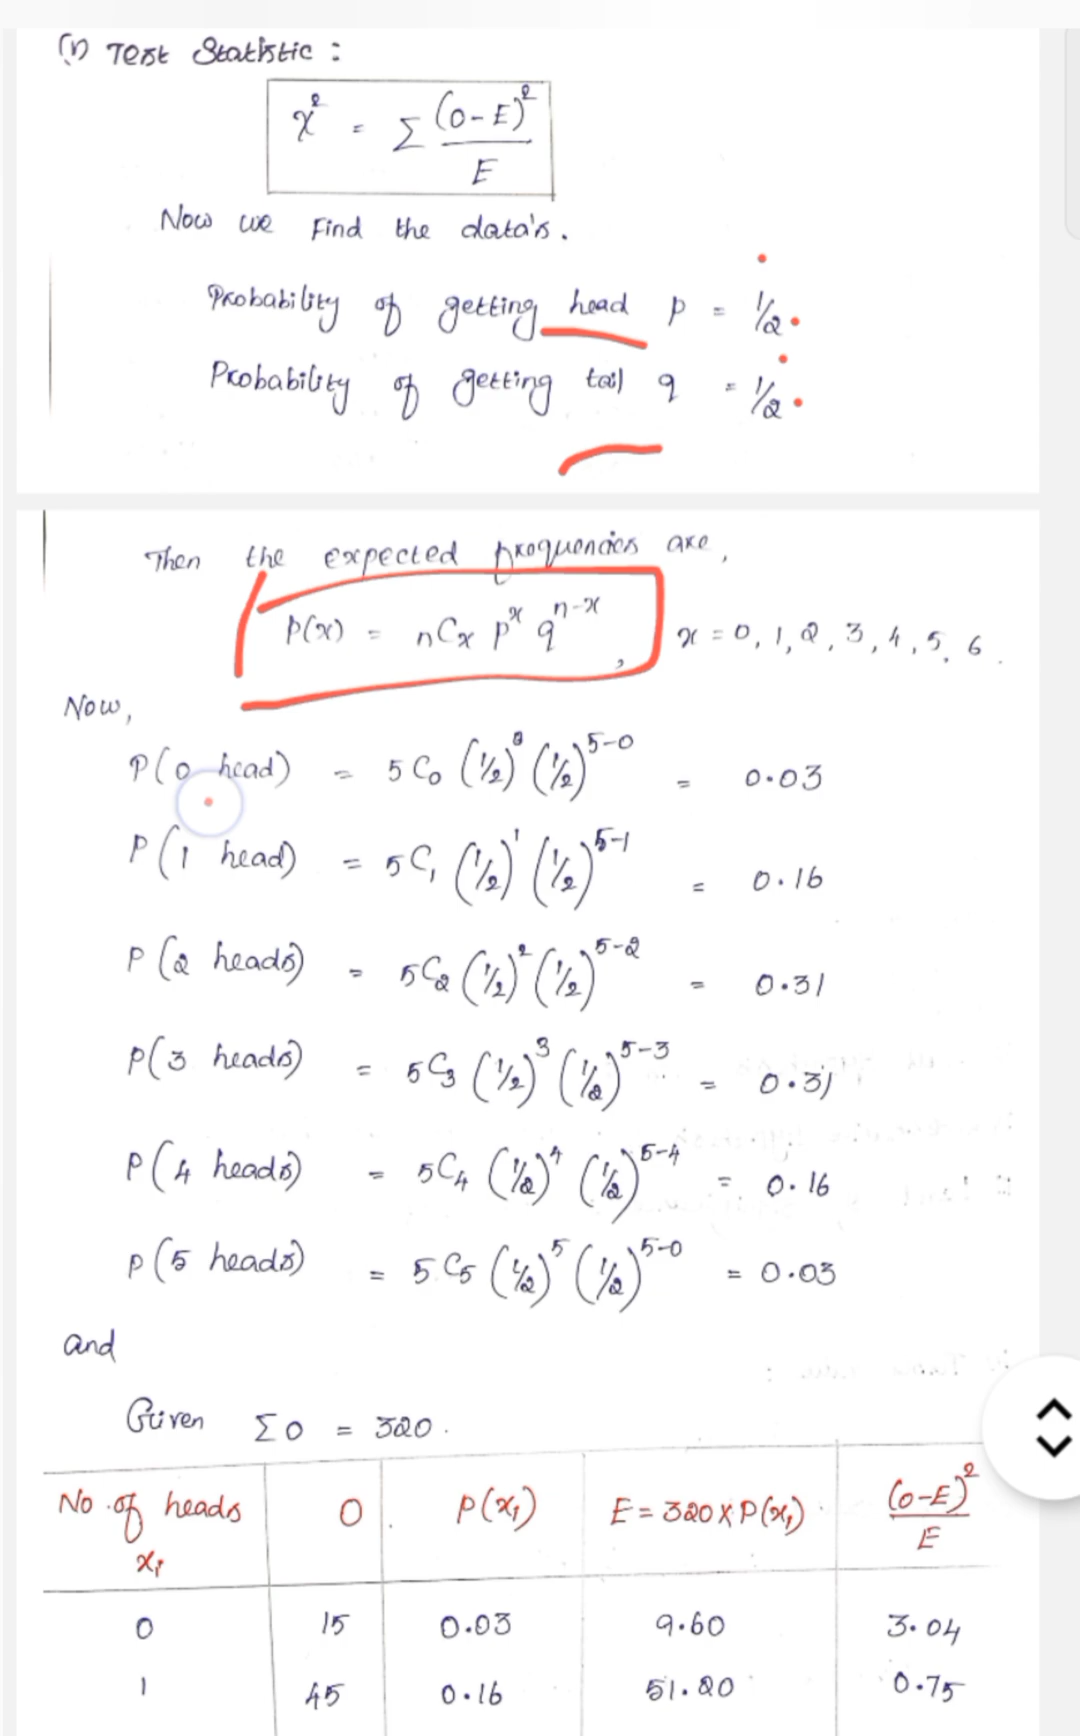 (1) Test Statistic :
χ² = Σ (O-E)² / E
Now we Find the data's.
Probability of getting head p = 1/2
Probability of getting tail q = 1/2
Then the expected frequencies are,
P(x) = nCx p^x q^(n-x), x = 0, 1, 2, 3, 4, 5, 6.
Now,
P(0 head) = 5C0 (1/2)^0 (1/2)^(5-0) = 0.03
P(1 head) = 5C1 (1/2)^1 (1/2)^(5-1) = 0.16
P(2 heads) = 5C2 (1/2)^2 (1/2)^(5-2) = 0.31
P(3 heads) = 5C3 (1/2)^3 (1/2)^(5-3) = 0.31
P(4 heads) = 5C4 (1/2)^4 (1/2)^(5-4) = 0.16
P(5 heads) = 5C5 (1/2)^5 (1/2)^(5-0) = 0.03
and
Given ΣO = 320.
No. of heads xi O P(xi) E = 320 x P(xi) (O-E)² / E
0 15 0.03 9.60 3.04
1 45 0.16 51.20 0.75